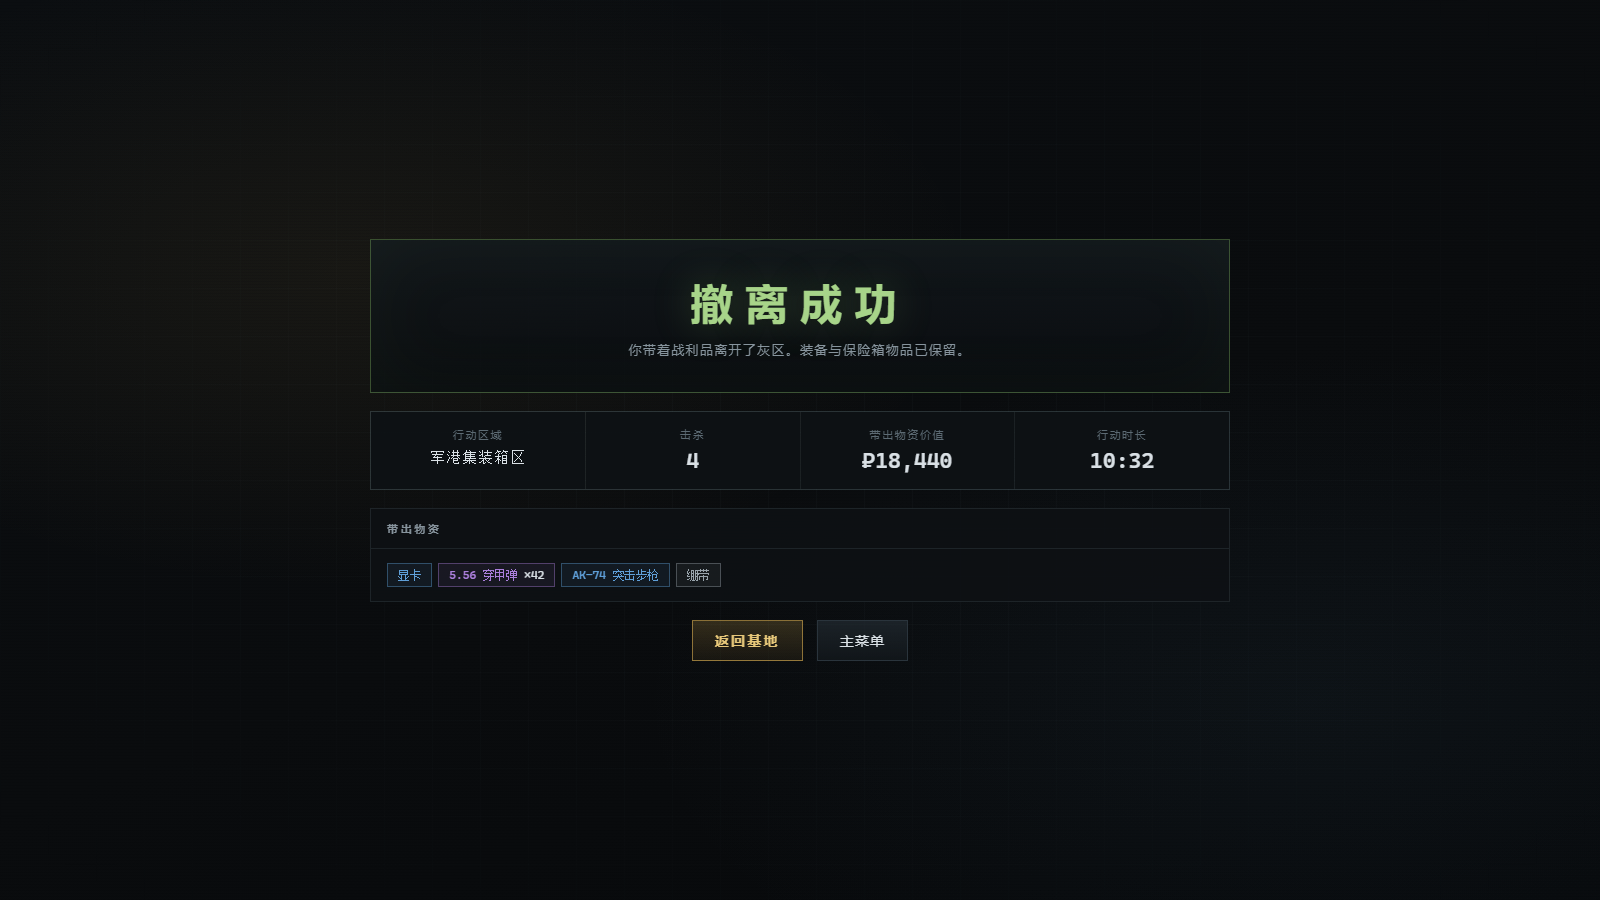 撤离成功
你带着战利品离开了灰区。装备与保险箱物品已保留。
行动区域
军港集装箱区
击杀
4
带出物资价值
₽18,440
行动时长
10:32
带出物资
显卡
5.56 穿甲弹 ×42
AK-74 突击步枪
绷带
返回基地
主菜单